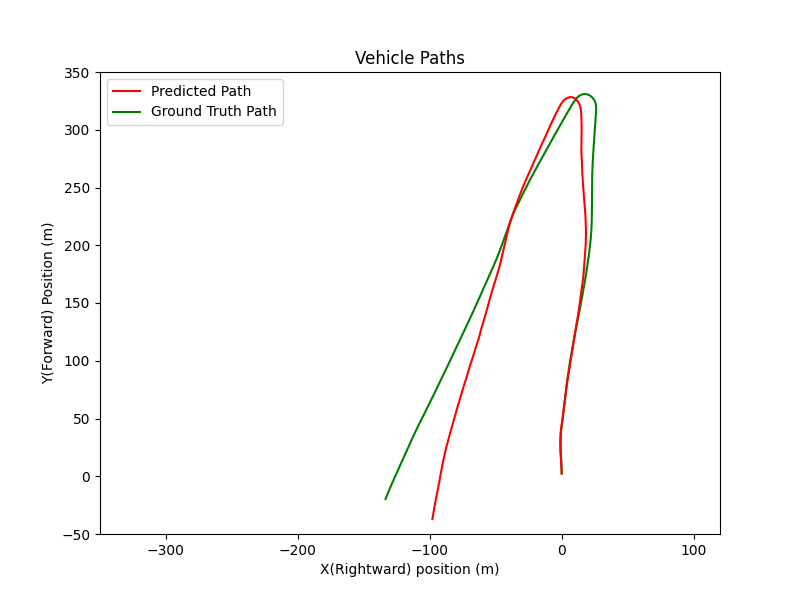 Vehicle Paths
Predicted Path
Ground Truth Path
350
300
250
200
150
100
50
0
−50
Y(Forward) Position (m)
−300
−200
−100
0
100
X(Rightward) position (m)